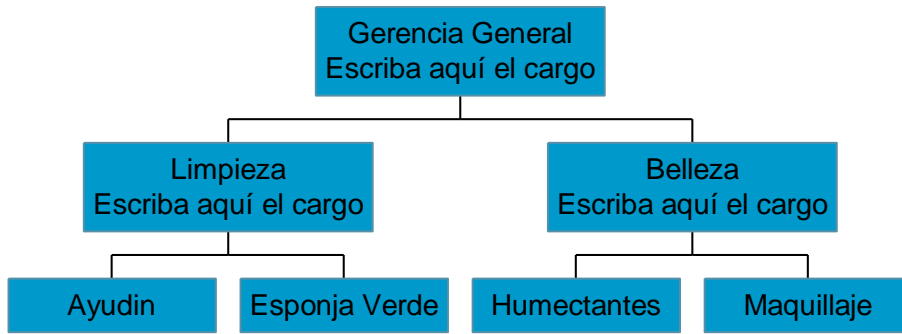 Gerencia General
Escriba aquí el cargo
Limpieza
Escriba aquí el cargo
Belleza
Escriba aquí el cargo
Ayudin
Esponja Verde
Humectantes
Maquillaje